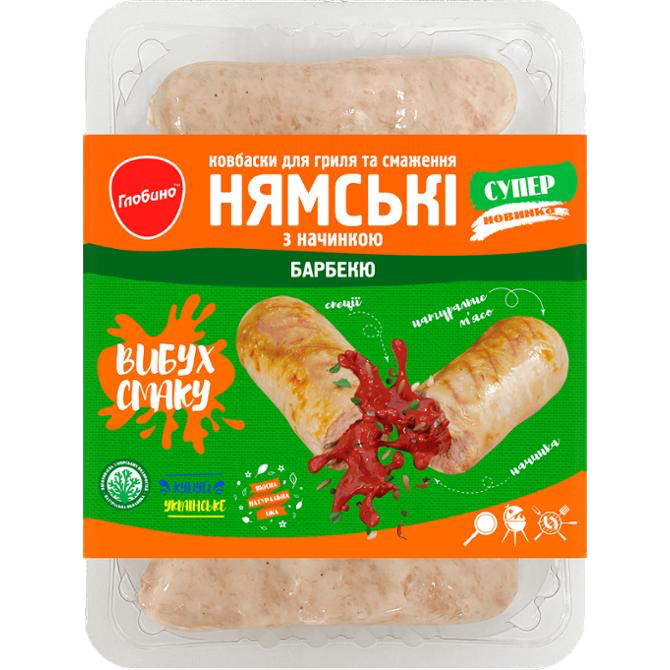 ковбаски для гриля та смаження
НЯМСЬКІ
з начинкою
Глобино™
СУПЕР
новинка
БАРБЕКЮ
спеції
натуральне
м'ясо
ВИБУХ
СМАКУ
начинка
КУПУЙ
УКРАЇНСЬКЕ
ЯКІСНА
НАТУРАЛЬНА
ЇЖА